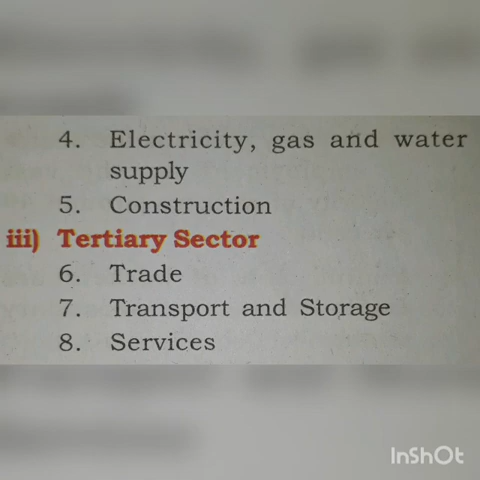 4. Electricity, gas and water
supply
5. Construction
iii) Tertiary Sector
6. Trade
7. Transport and Storage
8. Services
InShOt